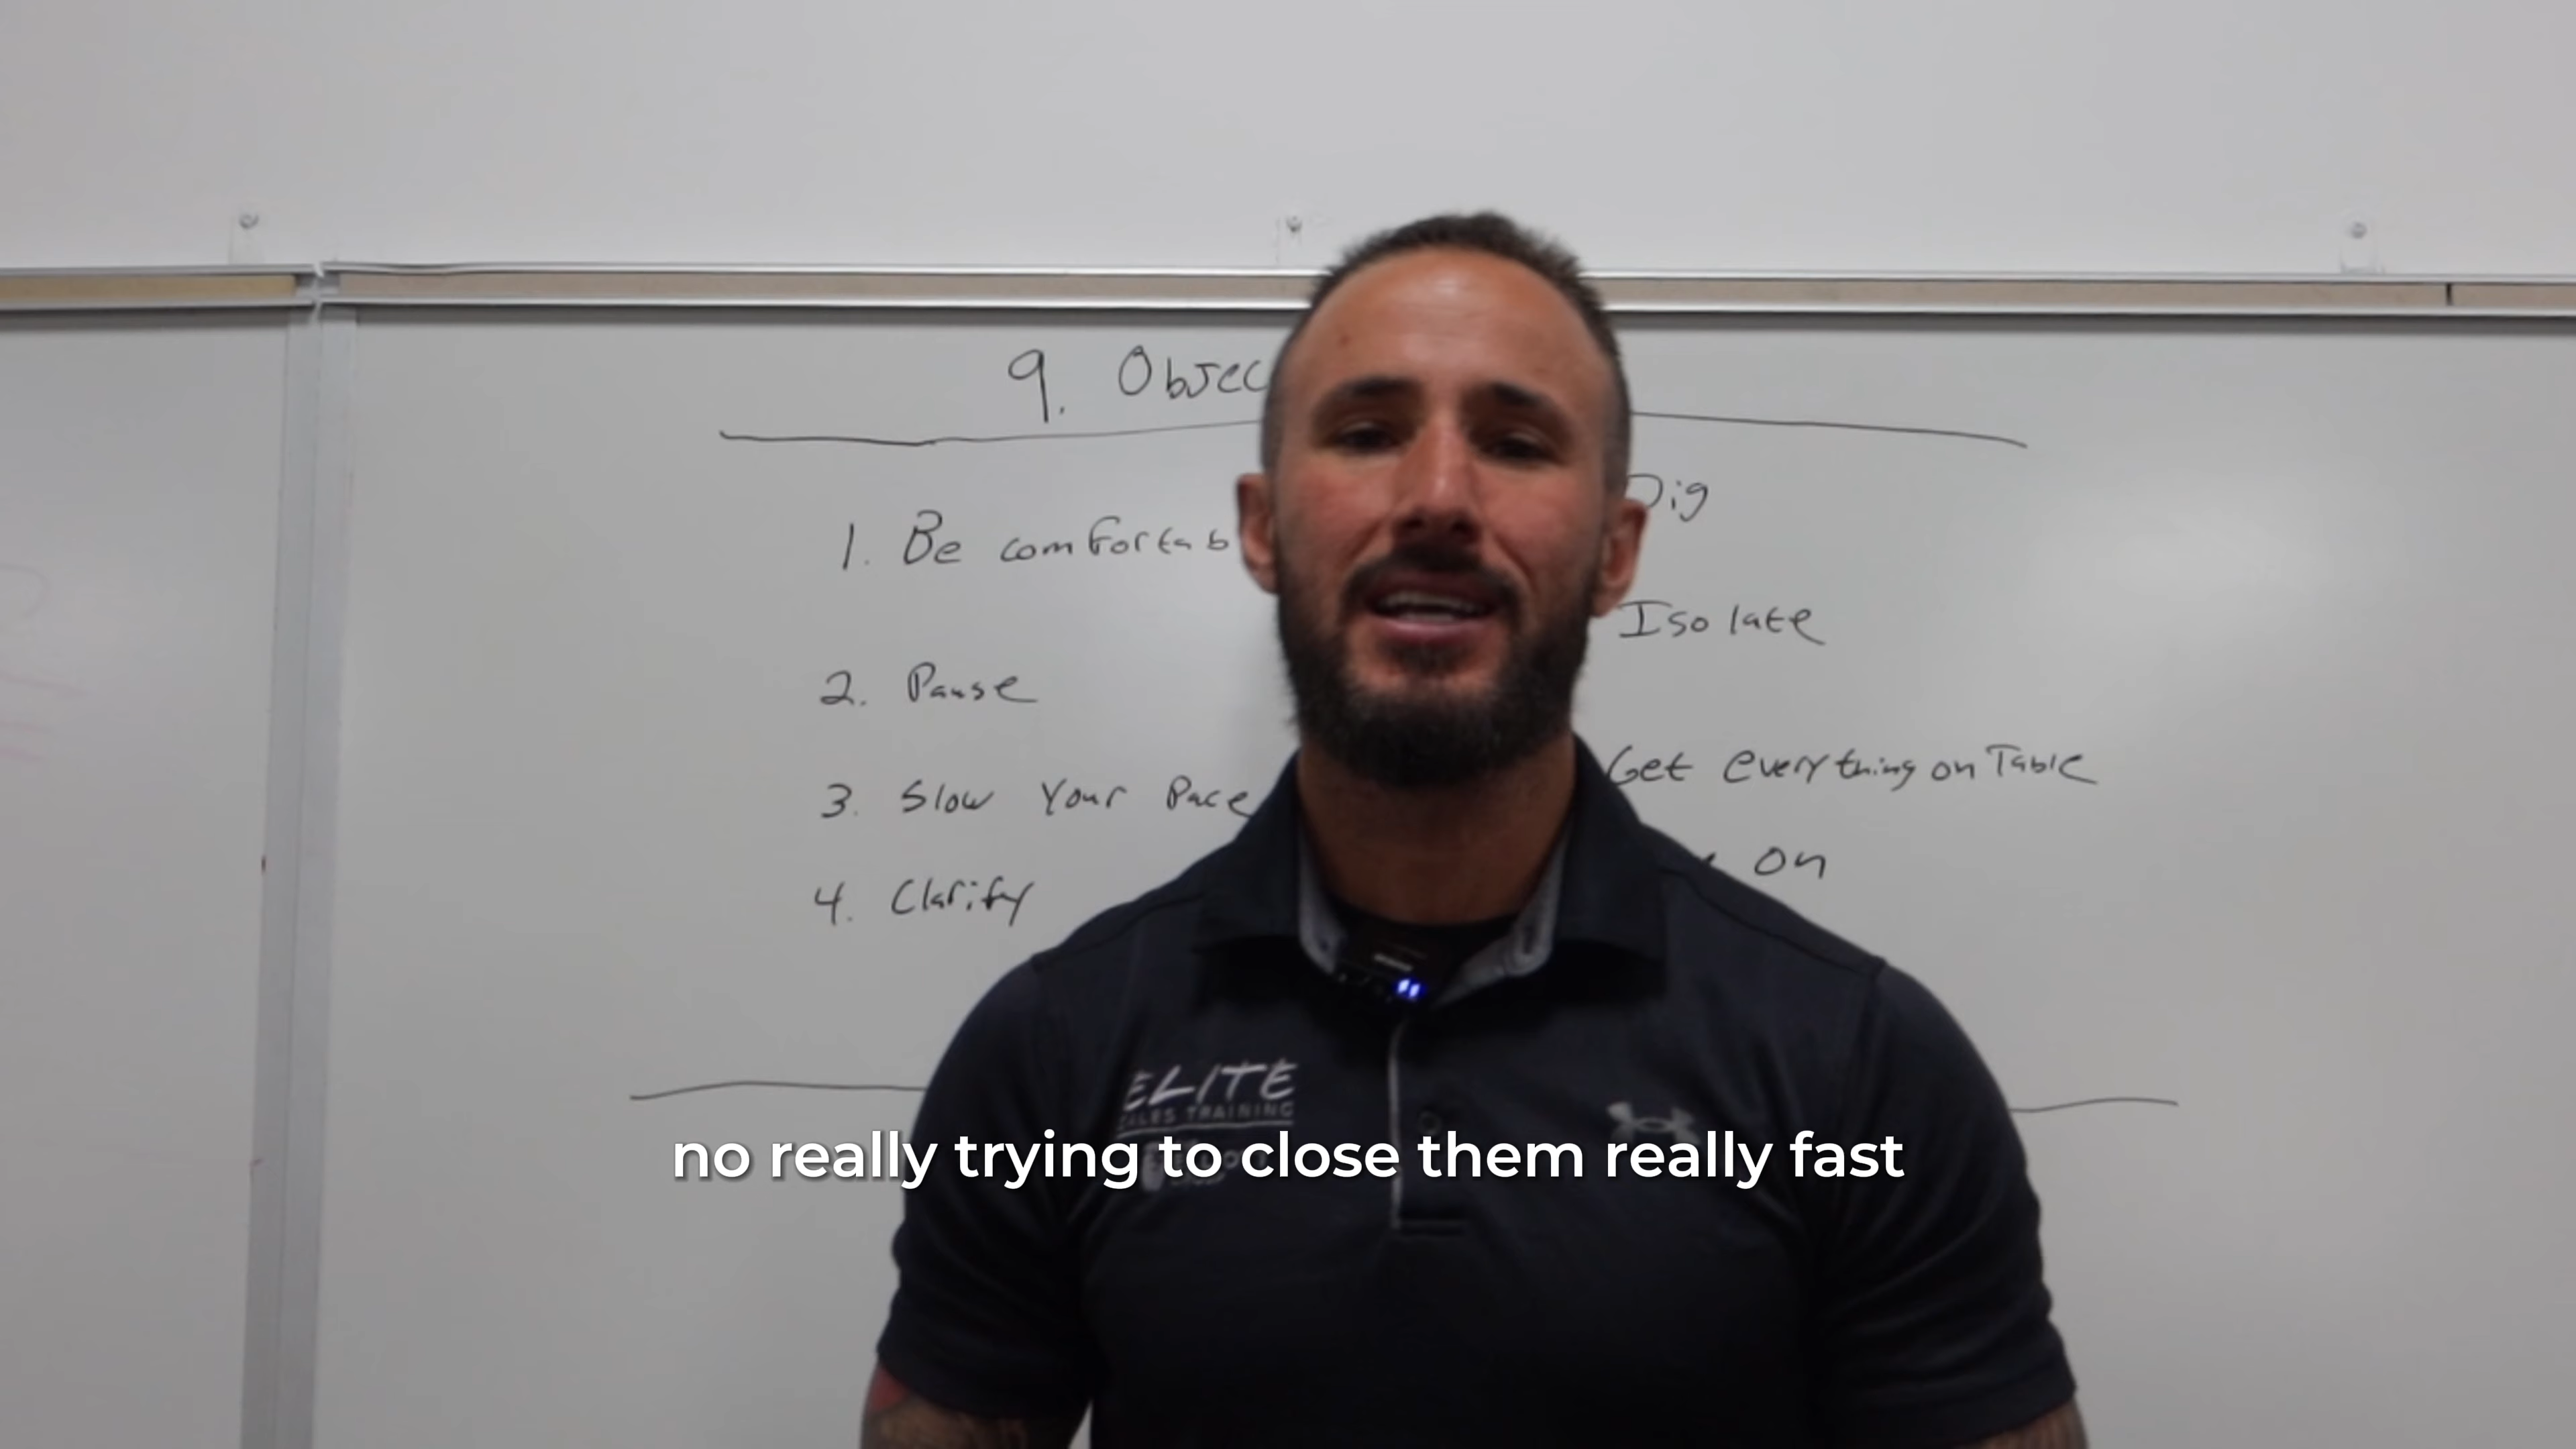 9. Objec
1. Be comfortab
2. Pause
3. Slow Your Pace
4. Clarify
Dig
Isolate
Get everything on Table
on
ELITE
SALES TRAINING
no really trying to close them really fast